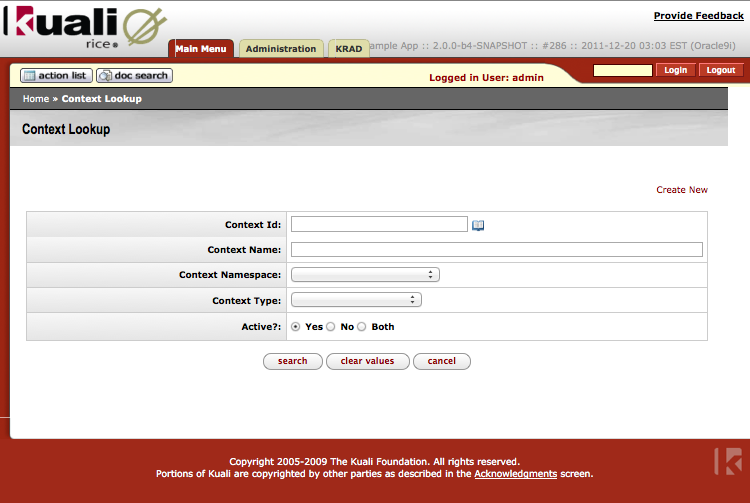 Kuali
rice
Provide Feedback
Main Menu Administration KRAD ample App :: 2.0.0-b4-SNAPSHOT :: #286 :: 2011-12-20 03:03 EST (Oracle9i)
action list doc search
Logged in User: admin
Login Logout
Home » Context Lookup
Context Lookup
Create New
Context Id:
Context Name:
Context Namespace:
Context Type:
Active?: Yes No Both
search clear values cancel
Copyright 2005-2009 The Kuali Foundation. All rights reserved.
Portions of Kuali are copyrighted by other parties as described in the Acknowledgments screen.